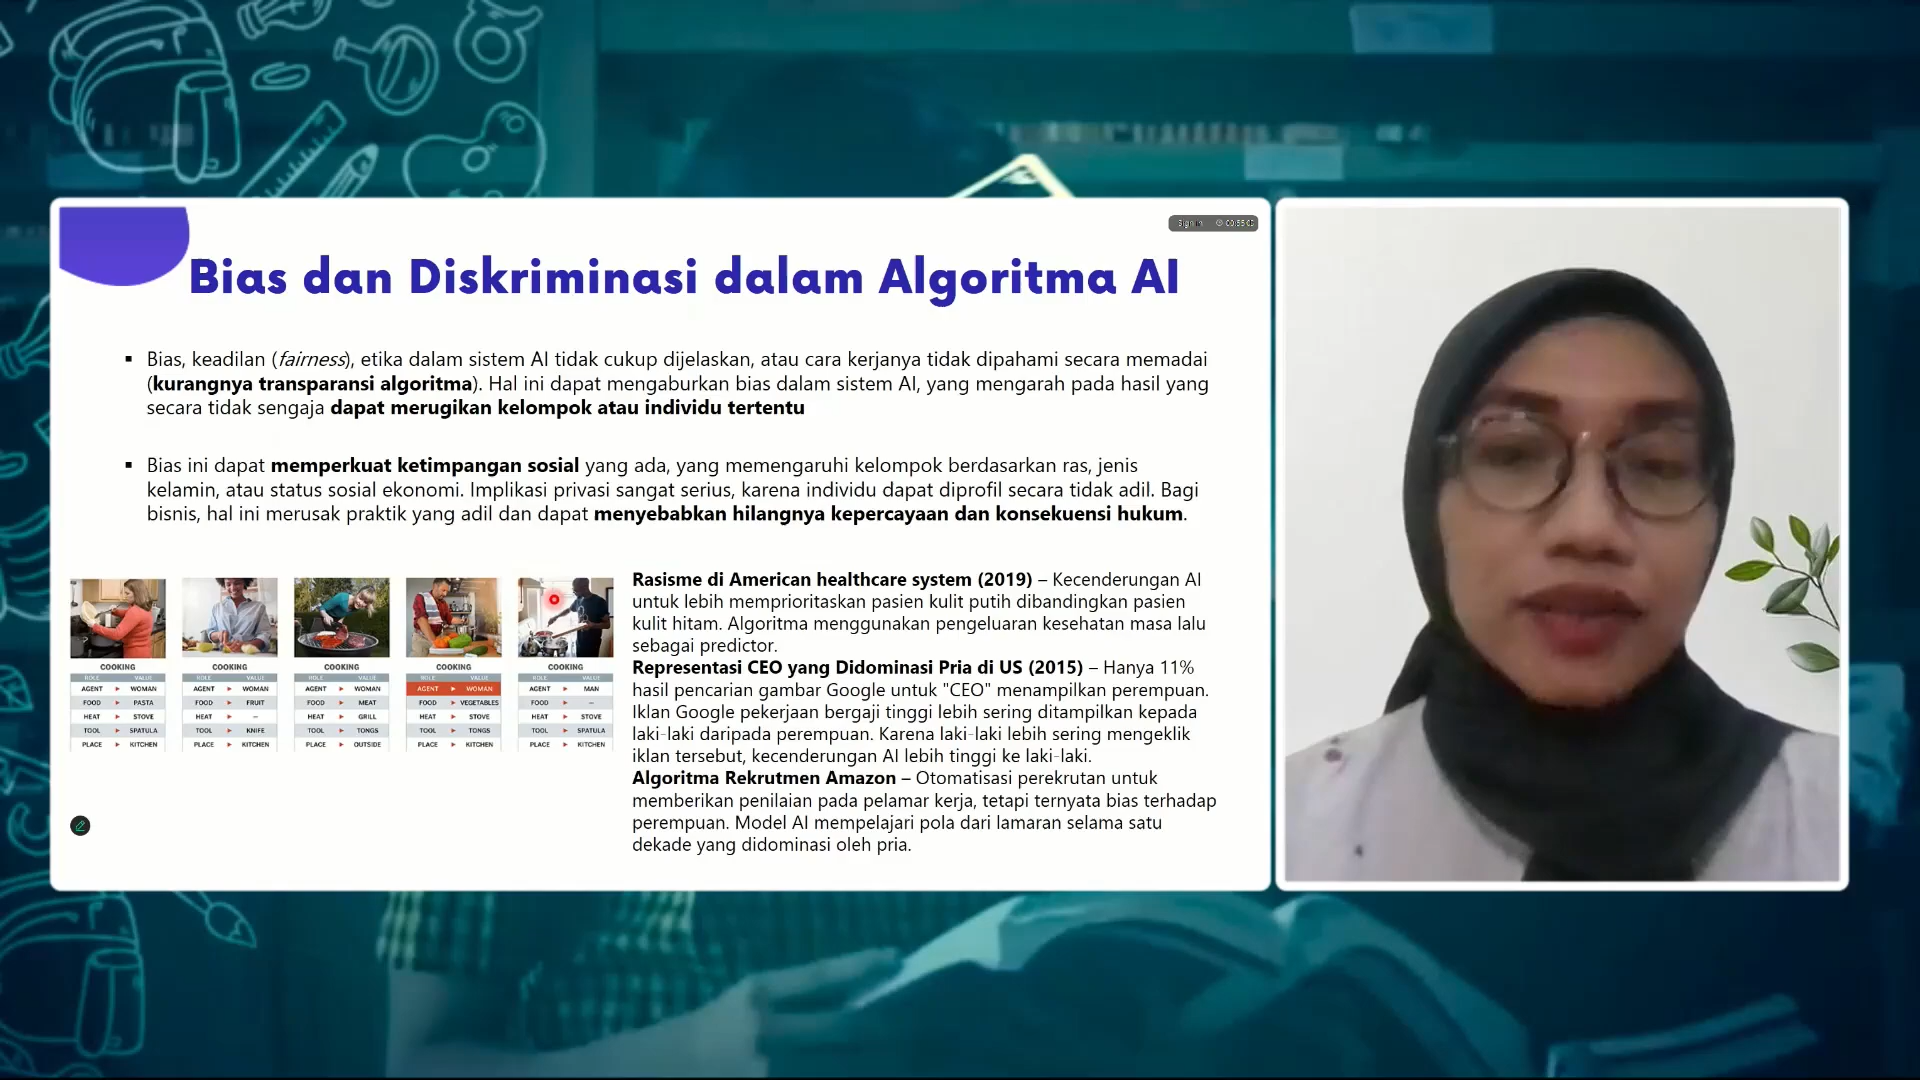 Bias dan Diskriminasi dalam Algoritma AI
▪ Bias, keadilan (fairness), etika dalam sistem AI tidak cukup dijelaskan, atau cara kerjanya tidak dipahami secara memadai
(kurangnya transparansi algoritma). Hal ini dapat mengaburkan bias dalam sistem AI, yang mengarah pada hasil yang
secara tidak sengaja dapat merugikan kelompok atau individu tertentu
▪ Bias ini dapat memperkuat ketimpangan sosial yang ada, yang memengaruhi kelompok berdasarkan ras, jenis
kelamin, atau status sosial ekonomi. Implikasi privasi sangat serius, karena individu dapat diprofil secara tidak adil. Bagi
bisnis, hal ini merusak praktik yang adil dan dapat menyebabkan hilangnya kepercayaan dan konsekuensi hukum.
COOKING
ROLE VALUE
AGENT ▶ WOMAN
FOOD ▶ PASTA
HEAT ▶ STOVE
TOOL ▶ SPATULA
PLACE ▶ KITCHEN
COOKING
ROLE VALUE
AGENT ▶ WOMAN
FOOD ▶ FRUIT
HEAT ▶ –
TOOL ▶ KNIFE
PLACE ▶ KITCHEN
COOKING
ROLE VALUE
AGENT ▶ WOMAN
FOOD ▶ MEAT
HEAT ▶ GRILL
TOOL ▶ TONGS
PLACE ▶ OUTSIDE
COOKING
ROLE VALUE
AGENT ▶ WOMAN
FOOD ▶ VEGETABLES
HEAT ▶ STOVE
TOOL ▶ TONGS
PLACE ▶ KITCHEN
COOKING
ROLE VALUE
AGENT ▶ MAN
FOOD ▶ –
HEAT ▶ STOVE
TOOL ▶ SPATULA
PLACE ▶ KITCHEN
Rasisme di American healthcare system (2019) – Kecenderungan AI
untuk lebih memprioritaskan pasien kulit putih dibandingkan pasien
kulit hitam. Algoritma menggunakan pengeluaran kesehatan masa lalu
sebagai predictor.
Representasi CEO yang Didominasi Pria di US (2015) – Hanya 11%
hasil pencarian gambar Google untuk "CEO" menampilkan perempuan.
Iklan Google pekerjaan bergaji tinggi lebih sering ditampilkan kepada
laki-laki daripada perempuan. Karena laki-laki lebih sering mengeklik
iklan tersebut, kecenderungan AI lebih tinggi ke laki-laki.
Algoritma Rekrutmen Amazon – Otomatisasi perekrutan untuk
memberikan penilaian pada pelamar kerja, tetapi ternyata bias terhadap
perempuan. Model AI mempelajari pola dari lamaran selama satu
dekade yang didominasi oleh pria.